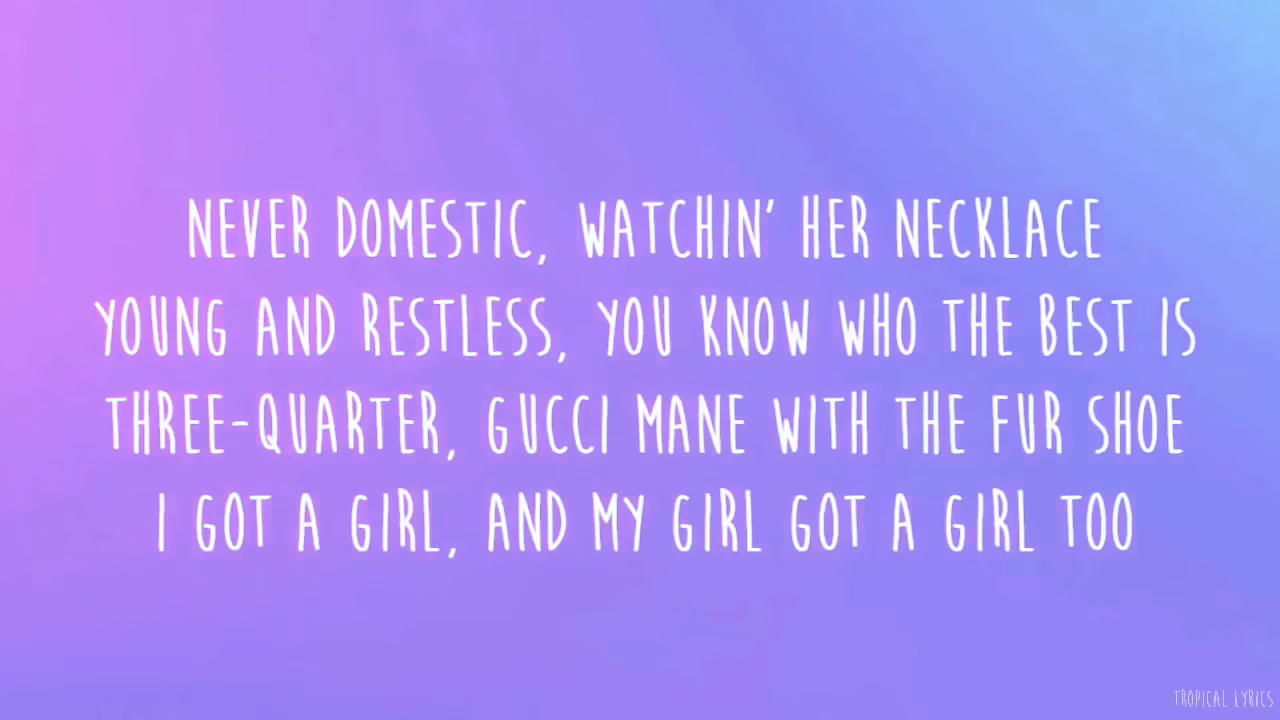 NEVER DOMESTIC, WATCHIN' HER NECKLACE
YOUNG AND RESTLESS, YOU KNOW WHO THE BEST IS
THREE-QUARTER, GUCCI MANE WITH THE FUR SHOE
I GOT A GIRL, AND MY GIRL GOT A GIRL TOO
TROPICAL LYRICS